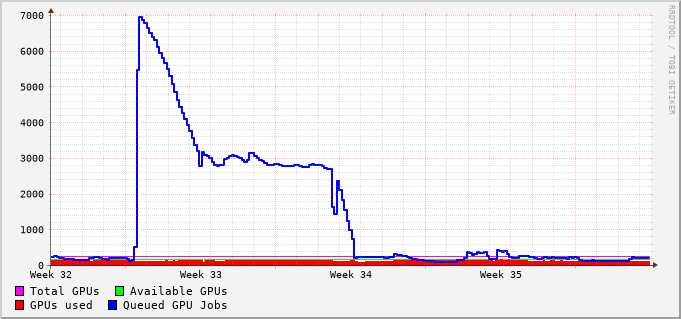 7000
6000
5000
4000
3000
2000
1000
0
Week 32 Week 33 Week 34 Week 35
Total GPUs Available GPUs
GPUs used Queued GPU Jobs
RRDTOOL / TOBI OETIKER